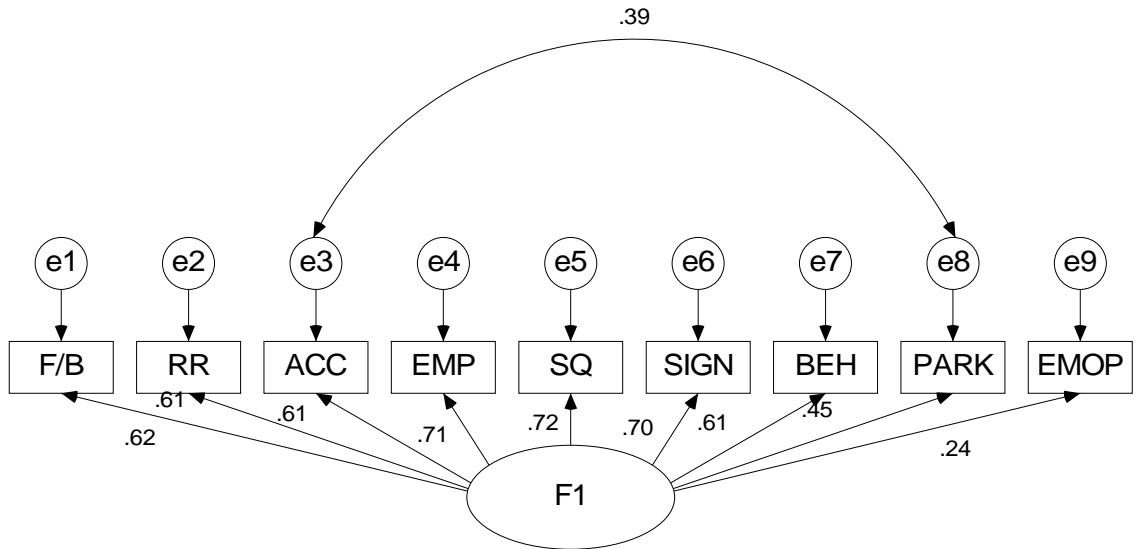 .39
e1 e2 e3 e4 e5 e6 e7 e8 e9
F/B RR ACC EMP SQ SIGN BEH PARK EMOP
.61 .61 .45
.62 .71 .72 .70 .61 .24
F1